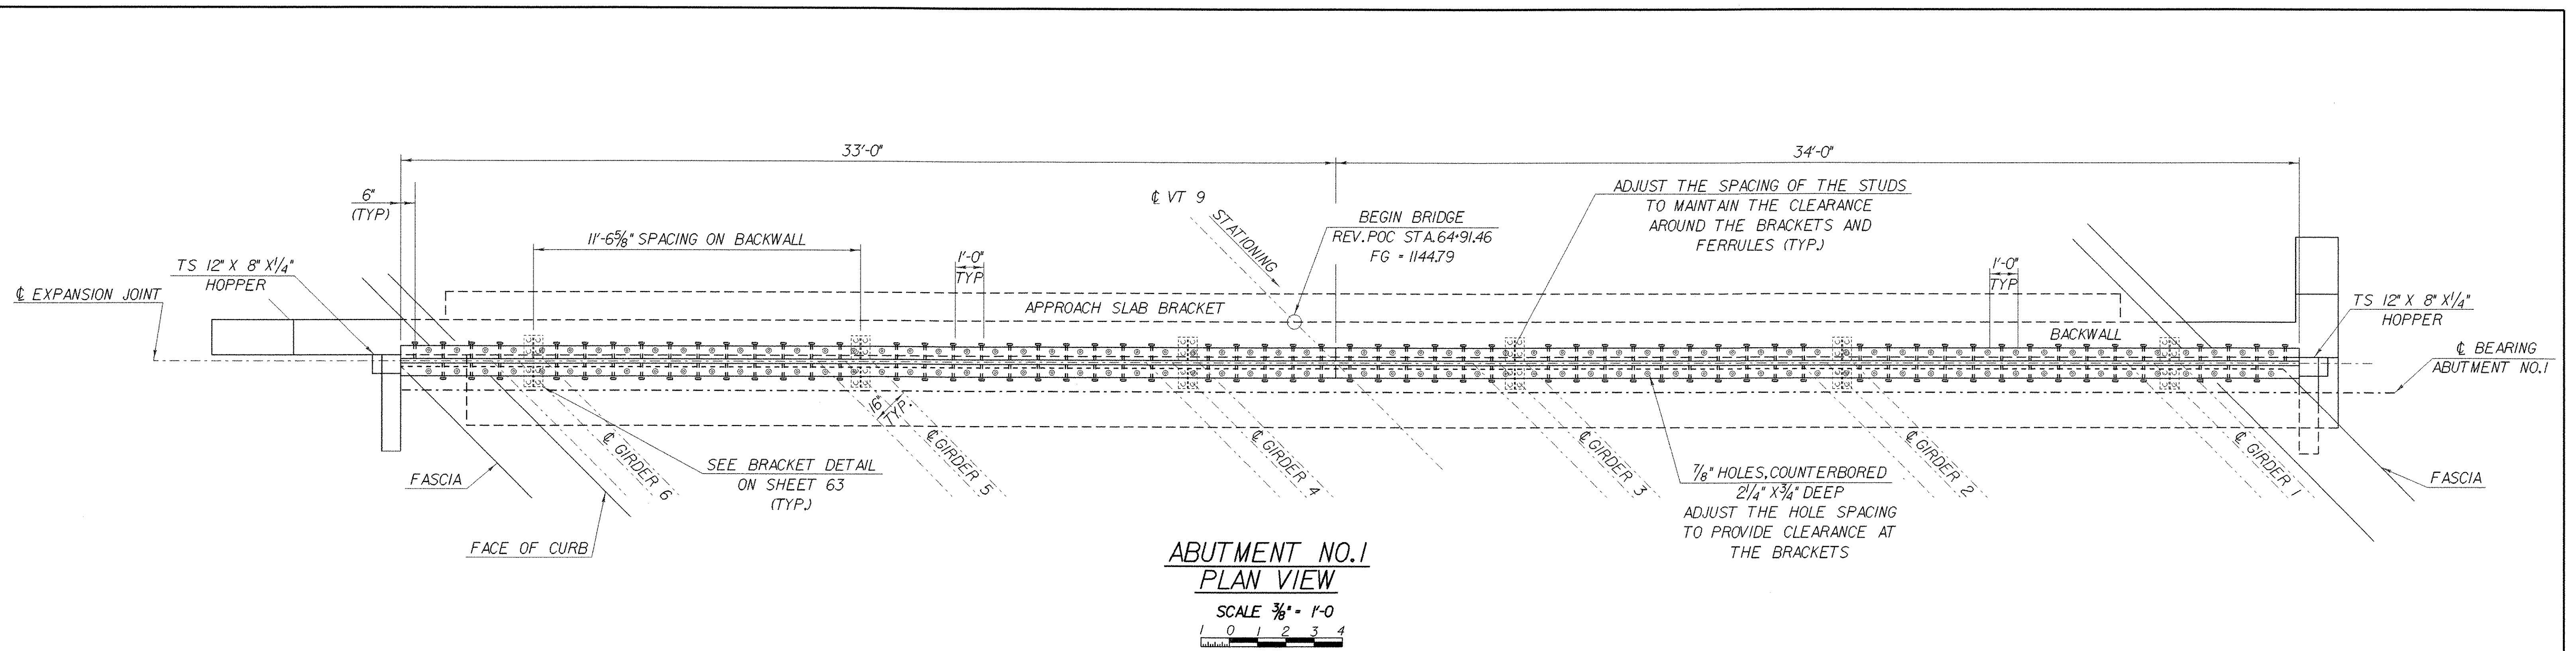 33'-0"
34'-0"
6"
(TYP)
11'-6⅝" SPACING ON BACKWALL
1'-0"
TYP
℄ VT 9
STATIONING
BEGIN BRIDGE
REV. POC STA. 64+91.46
FG = 1144.79
ADJUST THE SPACING OF THE STUDS
TO MAINTAIN THE CLEARANCE
AROUND THE BRACKETS AND
FERRULES (TYP.)
1'-0"
TYP
TS 12" X 8" X1/4"
HOPPER
℄ EXPANSION JOINT
APPROACH SLAB BRACKET
BACKWALL
TS 12" X 8" X1/4"
HOPPER
℄ BEARING
ABUTMENT NO.1
6"
TYP.
℄ GIRDER 6
℄ GIRDER 5
℄ GIRDER 4
℄ GIRDER 3
℄ GIRDER 2
℄ GIRDER 1
FASCIA
SEE BRACKET DETAIL
ON SHEET 63
(TYP.)
FACE OF CURB
7/8" HOLES, COUNTERBORED
2¼" X ¾" DEEP
ADJUST THE HOLE SPACING
TO PROVIDE CLEARANCE AT
THE BRACKETS
FASCIA
ABUTMENT NO.1
PLAN VIEW
SCALE ⅜" = 1'-0
1 0 1 2 3 4